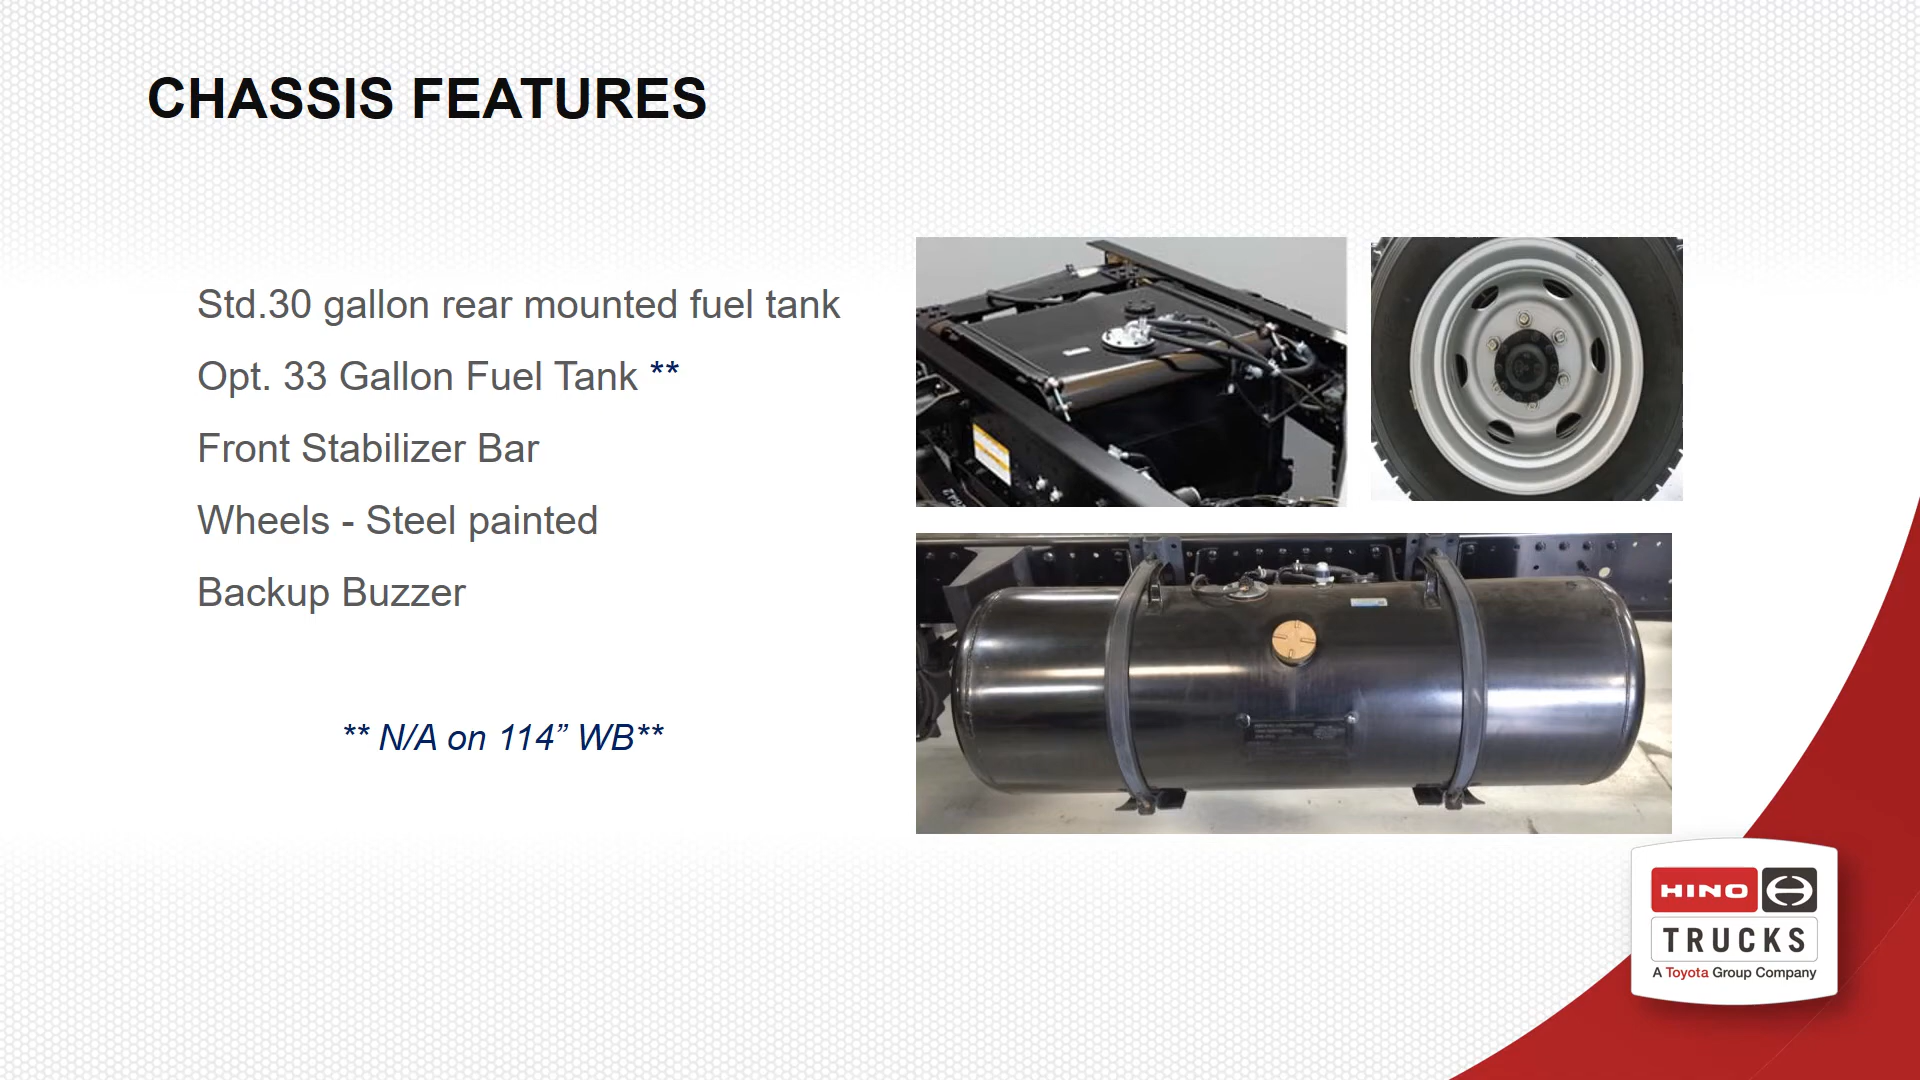 CHASSIS FEATURES
Std.30 gallon rear mounted fuel tank
Opt. 33 Gallon Fuel Tank **
Front Stabilizer Bar
Wheels - Steel painted
Backup Buzzer
** N/A on 114” WB**
HINO
TRUCKS
A Toyota Group Company